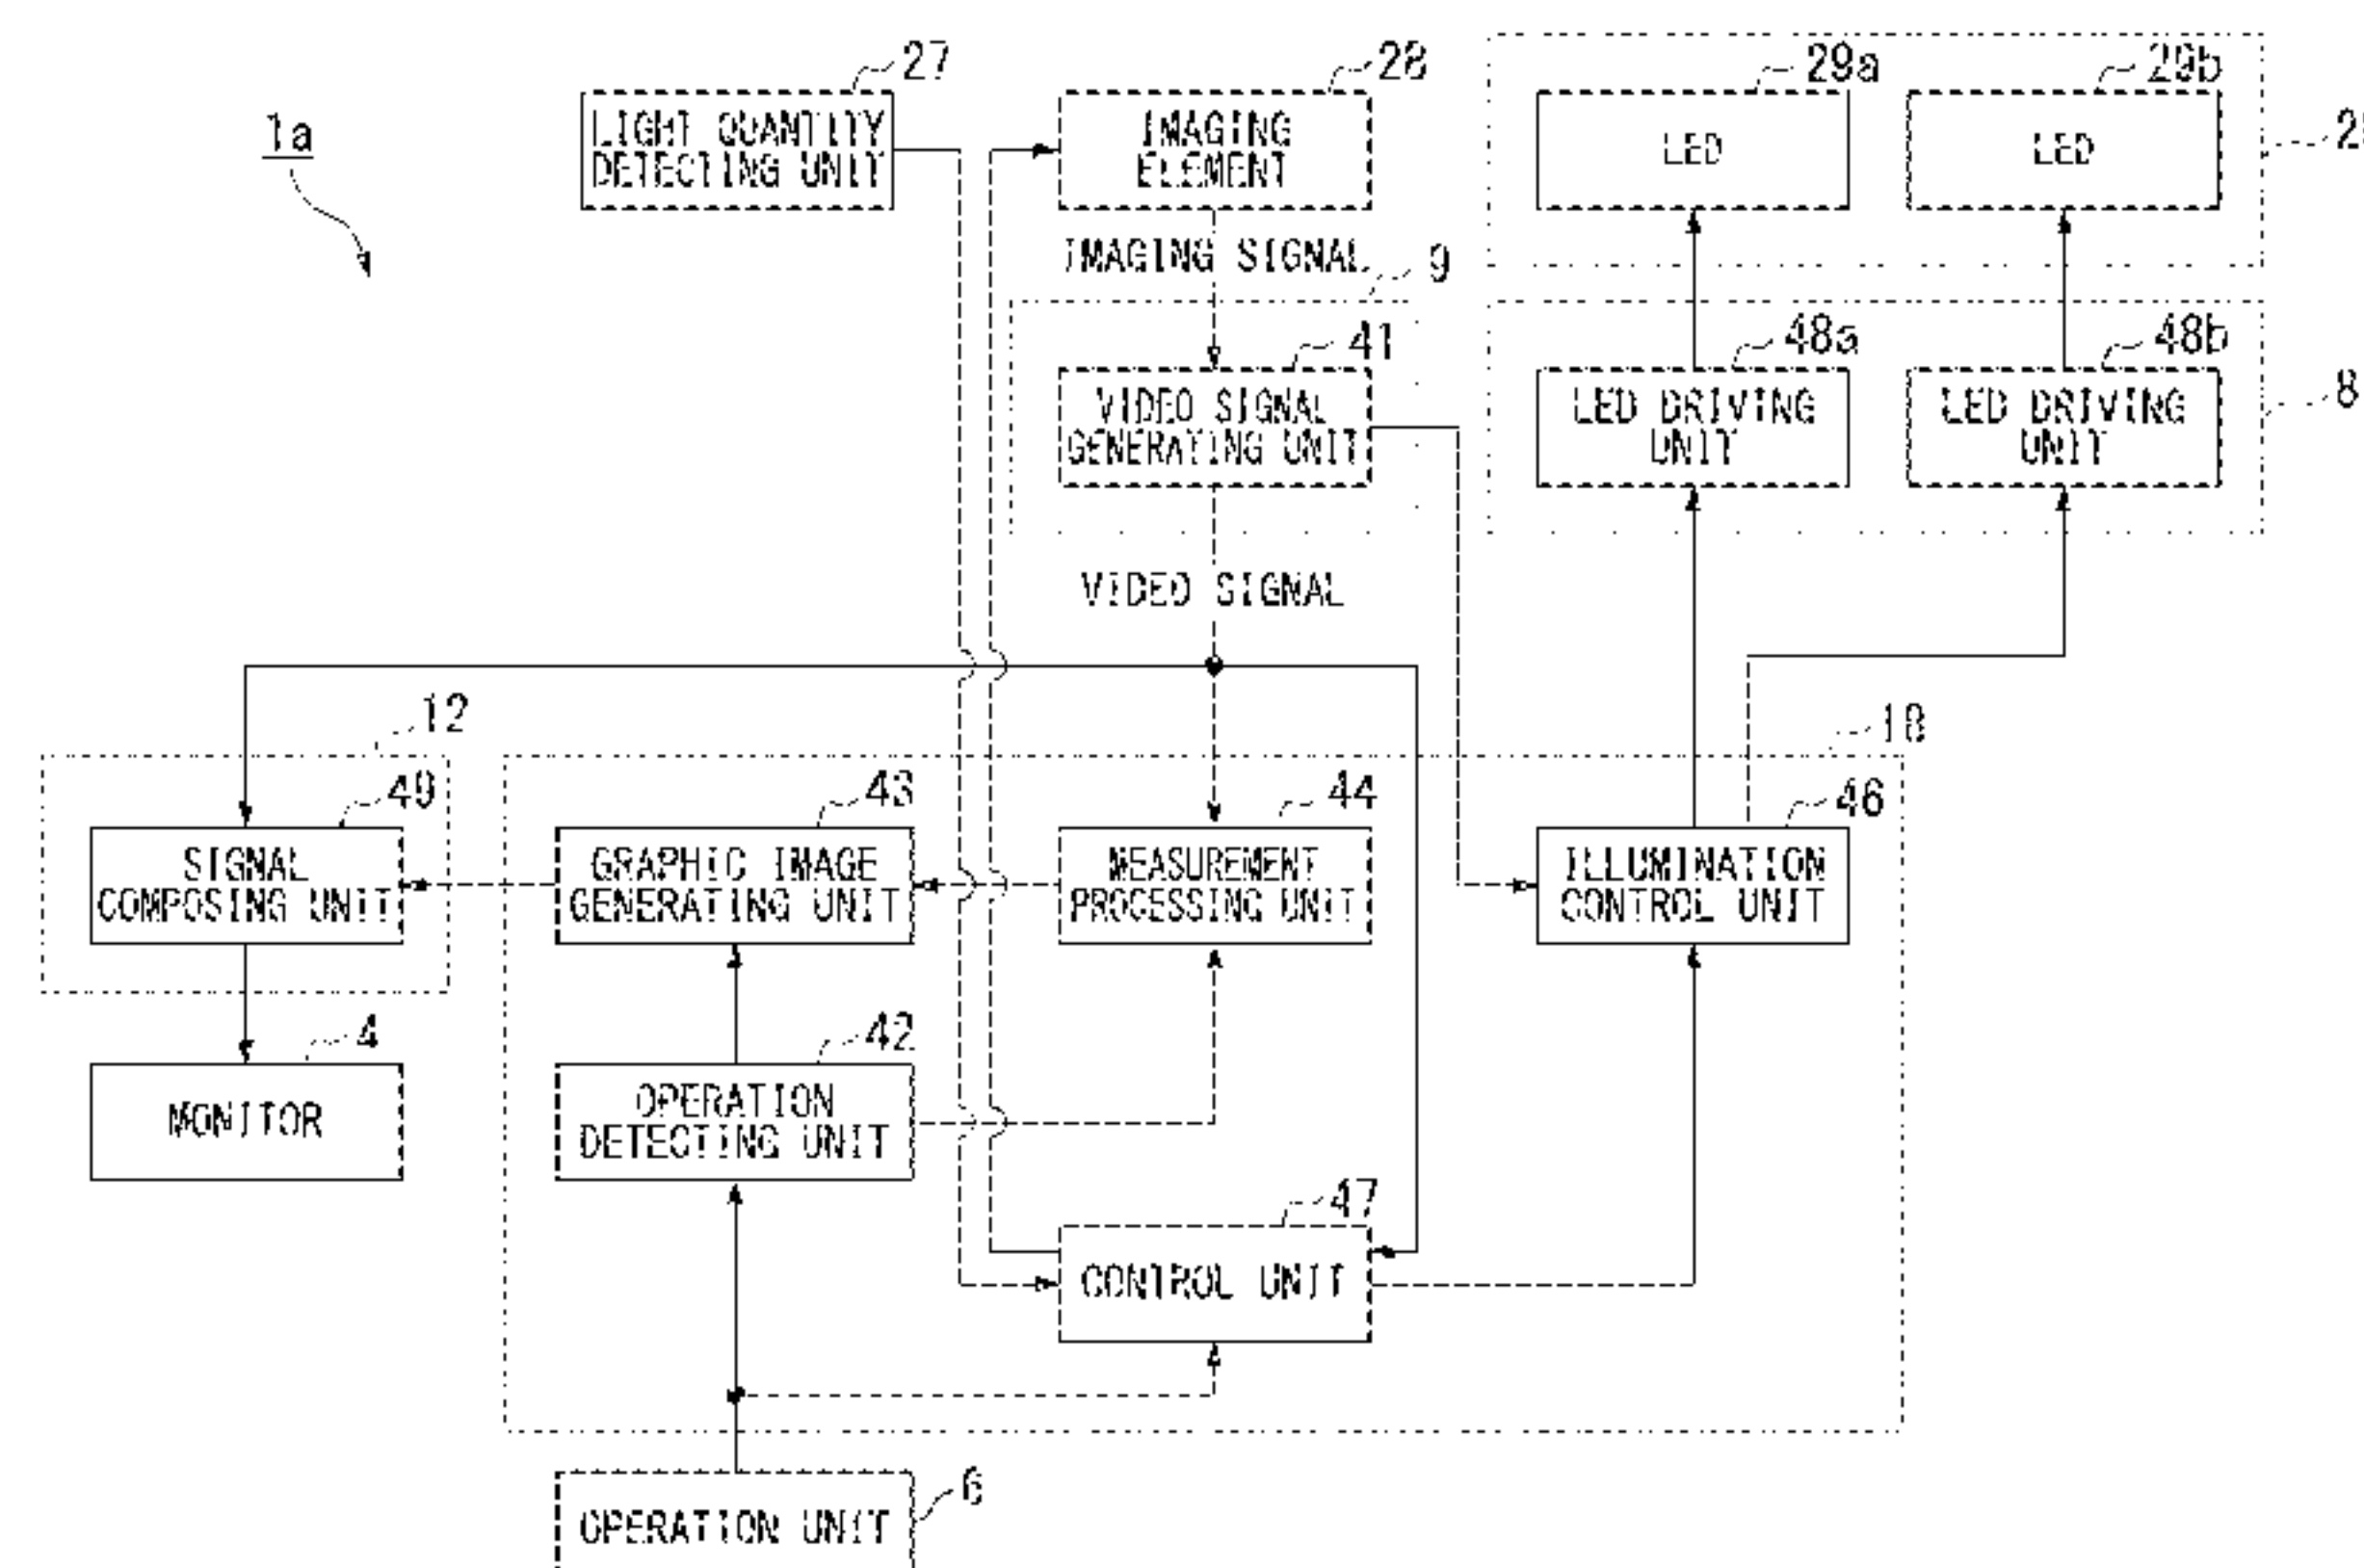 1a
27
LIGHT QUANTITY
DETECTING UNIT
28
IMAGING
ELEMENT
29a
LED
29b
LED
IMAGING SIGNAL
9
41
VIDEO SIGNAL
GENERATING UNIT
48a
LED DRIVING
UNIT
48b
LED DRIVING
UNIT
8
VIDEO SIGNAL
12
49
SIGNAL
COMPOSING UNIT
43
GRAPHIC IMAGE
GENERATING UNIT
44
MEASUREMENT
PROCESSING UNIT
18
46
ILLUMINATION
CONTROL UNIT
4
MONITOR
42
OPERATION
DETECTING UNIT
47
CONTROL UNIT
6
OPERATION UNIT